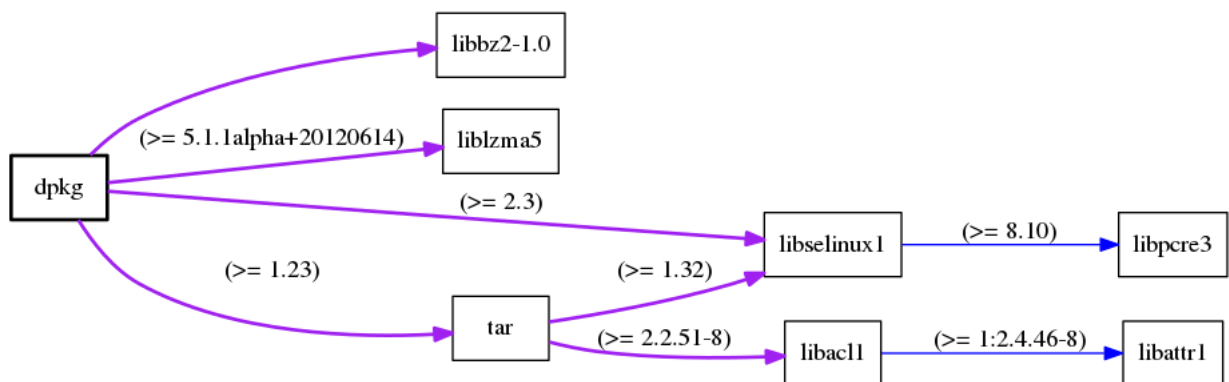 libbz2-1.0
(>= 5.1.1alpha+20120614)
liblzma5
dpkg
(>= 2.3)
libselinux1
(>= 8.10)
libpcre3
(>= 1.23)
(>= 1.32)
tar
(>= 2.2.51-8)
libacl1
(>= 1:2.4.46-8)
libattr1